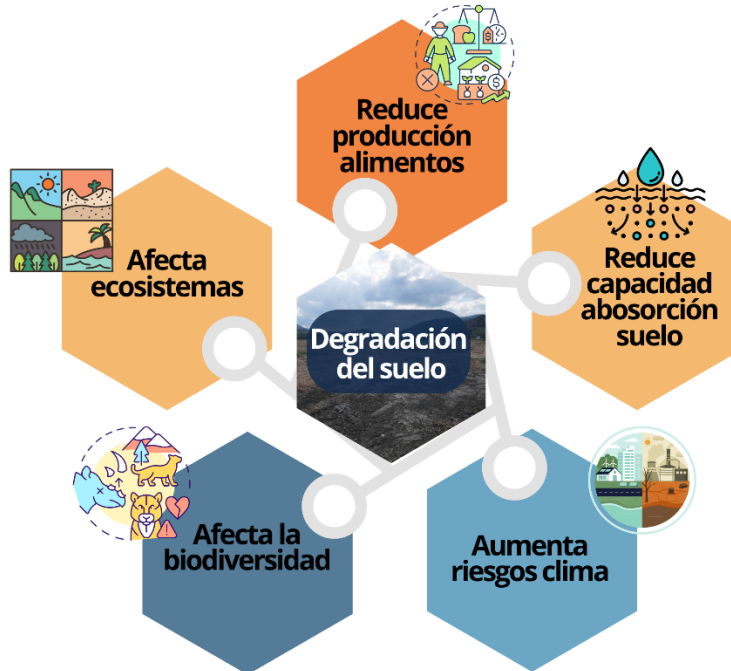 Reduce
producción
alimentos
Afecta
ecosistemas
Reduce
capacidad
abosorción
suelo
Degradación
del suelo
Afecta la
biodiversidad
Aumenta
riesgos clima